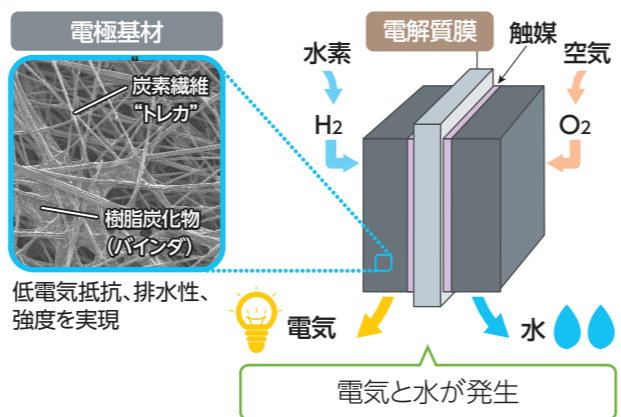 電極基材
炭素繊維
“トレカ”
樹脂炭化物
(バインダ)
低電気抵抗、排水性、
強度を実現
電解質膜
触媒
水素
空気
H2
O2
電気
水
電気と水が発生